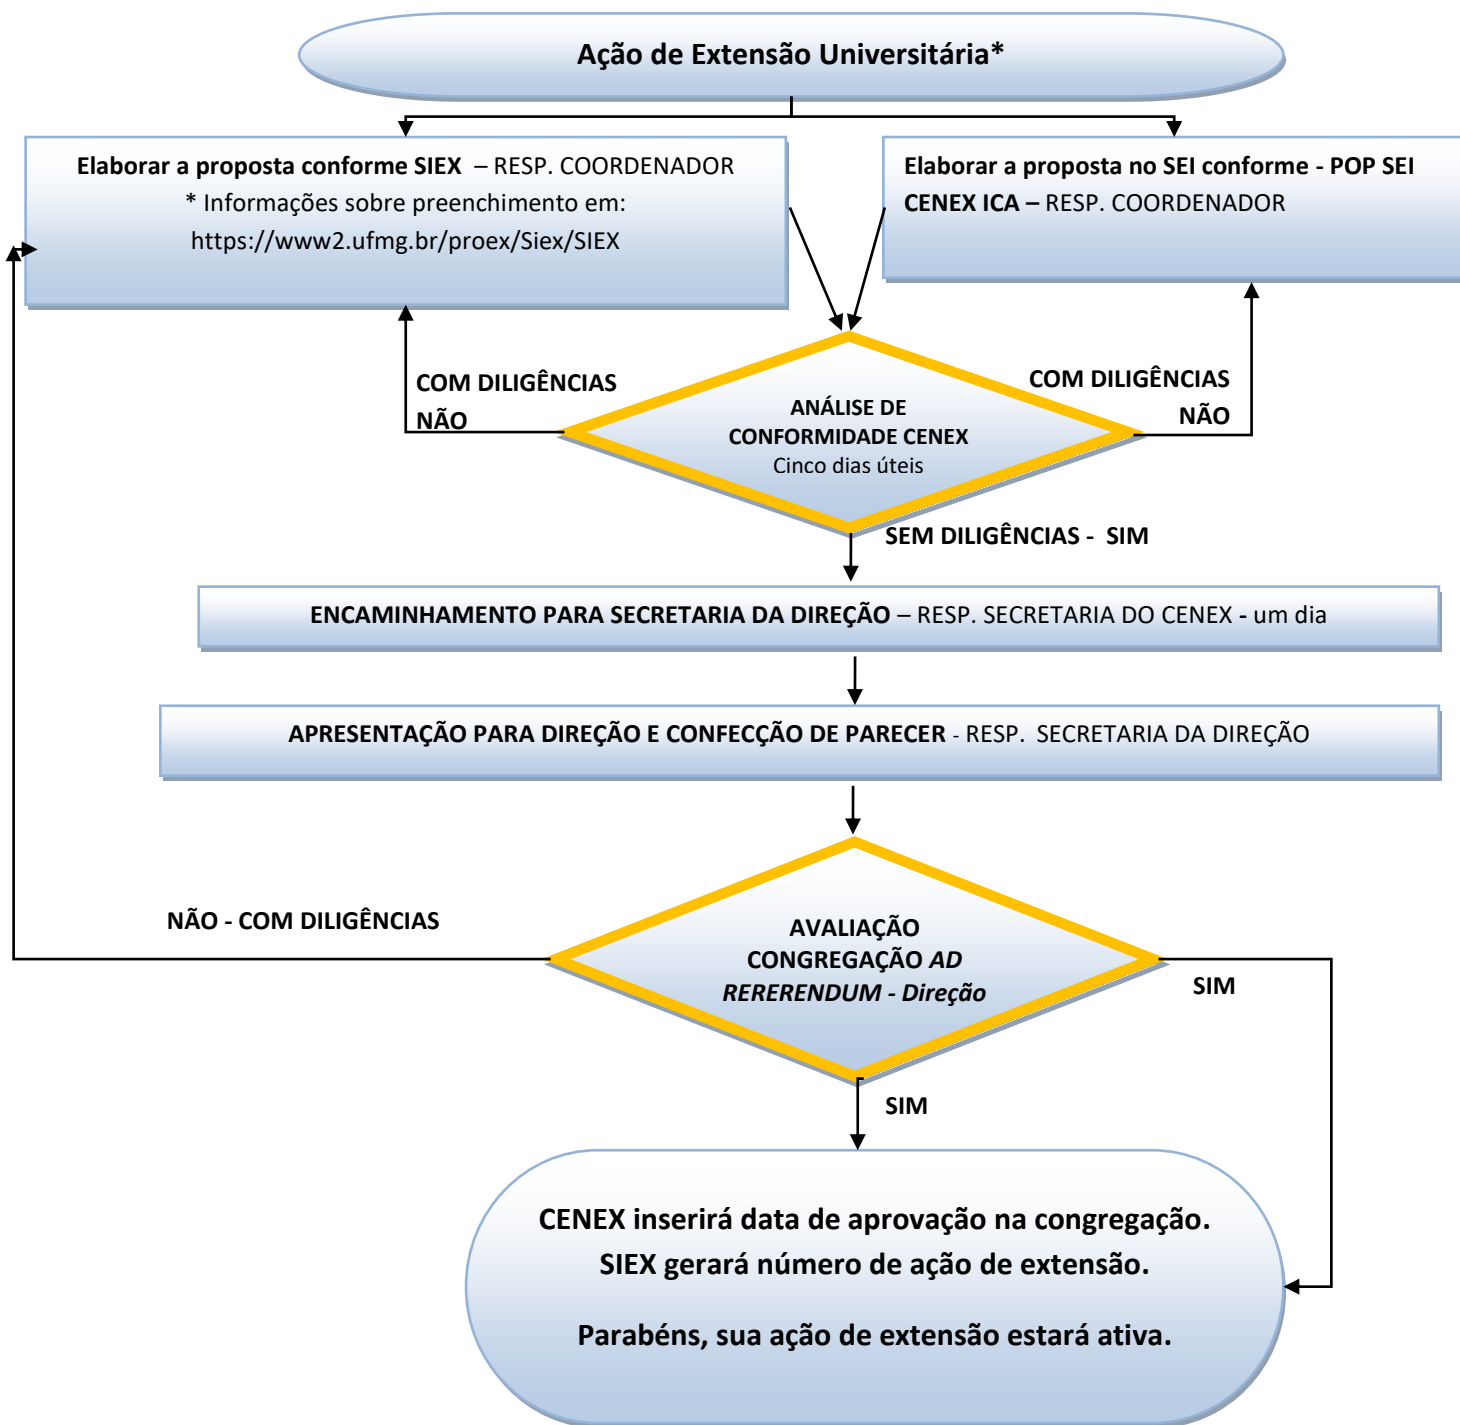 Ação de Extensão Universitária*
Elaborar a proposta conforme SIEX – RESP. COORDENADOR
* Informações sobre preenchimento em:
https://www2.ufmg.br/proex/Siex/SIEX
Elaborar a proposta no SEI conforme - POP SEI
CENEX ICA – RESP. COORDENADOR
COM DILIGÊNCIAS
NÃO
COM DILIGÊNCIAS
NÃO
ANÁLISE DE
CONFORMIDADE CENEX
Cinco dias úteis
SEM DILIGÊNCIAS - SIM
ENCAMINHAMENTO PARA SECRETARIA DA DIREÇÃO – RESP. SECRETARIA DO CENEX - um dia
APRESENTAÇÃO PARA DIREÇÃO E CONFECÇÃO DE PARECER - RESP. SECRETARIA DA DIREÇÃO
NÃO - COM DILIGÊNCIAS
AVALIAÇÃO
CONGREGAÇÃO AD
RERERENDUM - Direção
SIM
SIM
CENEX inserirá data de aprovação na congregação.
SIEX gerará número de ação de extensão.
Parabéns, sua ação de extensão estará ativa.